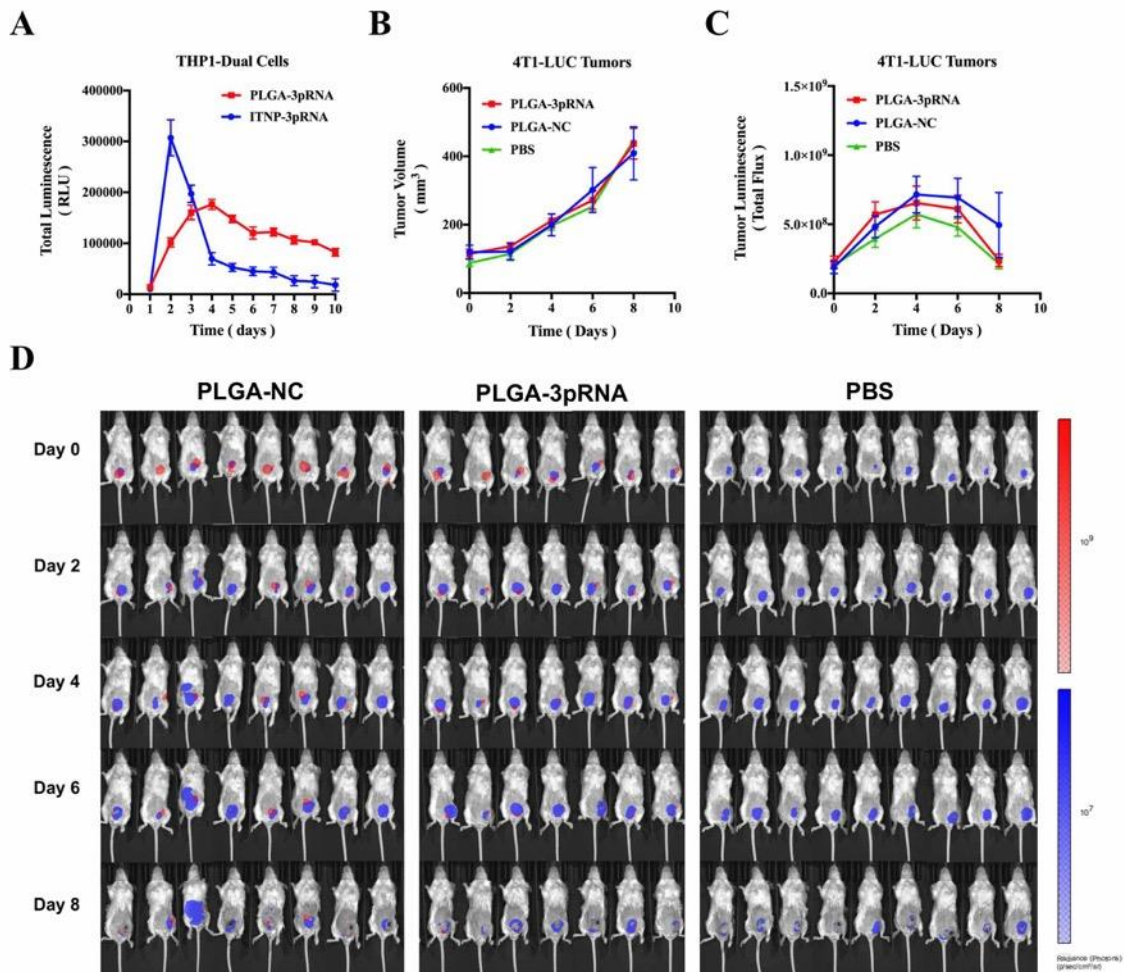 A
THP1-Dual Cells
PLGA-3pRNA
ITNP-3pRNA
Total Luminescence
( RLU )
400000
300000
200000
100000
0
0 1 2 3 4 5 6 7 8 9 10
Time ( days )
B
4T1-LUC Tumors
PLGA-3pRNA
PLGA-NC
PBS
Tumor Volume
( mm³ )
600
400
200
0
0 2 4 6 8 10
Time ( Days )
C
4T1-LUC Tumors
PLGA-3pRNA
PLGA-NC
PBS
Tumor Luminescence
( Total Flux )
1.5×10⁹
1.0×10⁹
5.0×10⁸
0.0
0 2 4 6 8 10
Time ( Days )
D
PLGA-NC PLGA-3pRNA PBS
Day 0
Day 2
Day 4
Day 6
Day 8
10⁹
10⁷